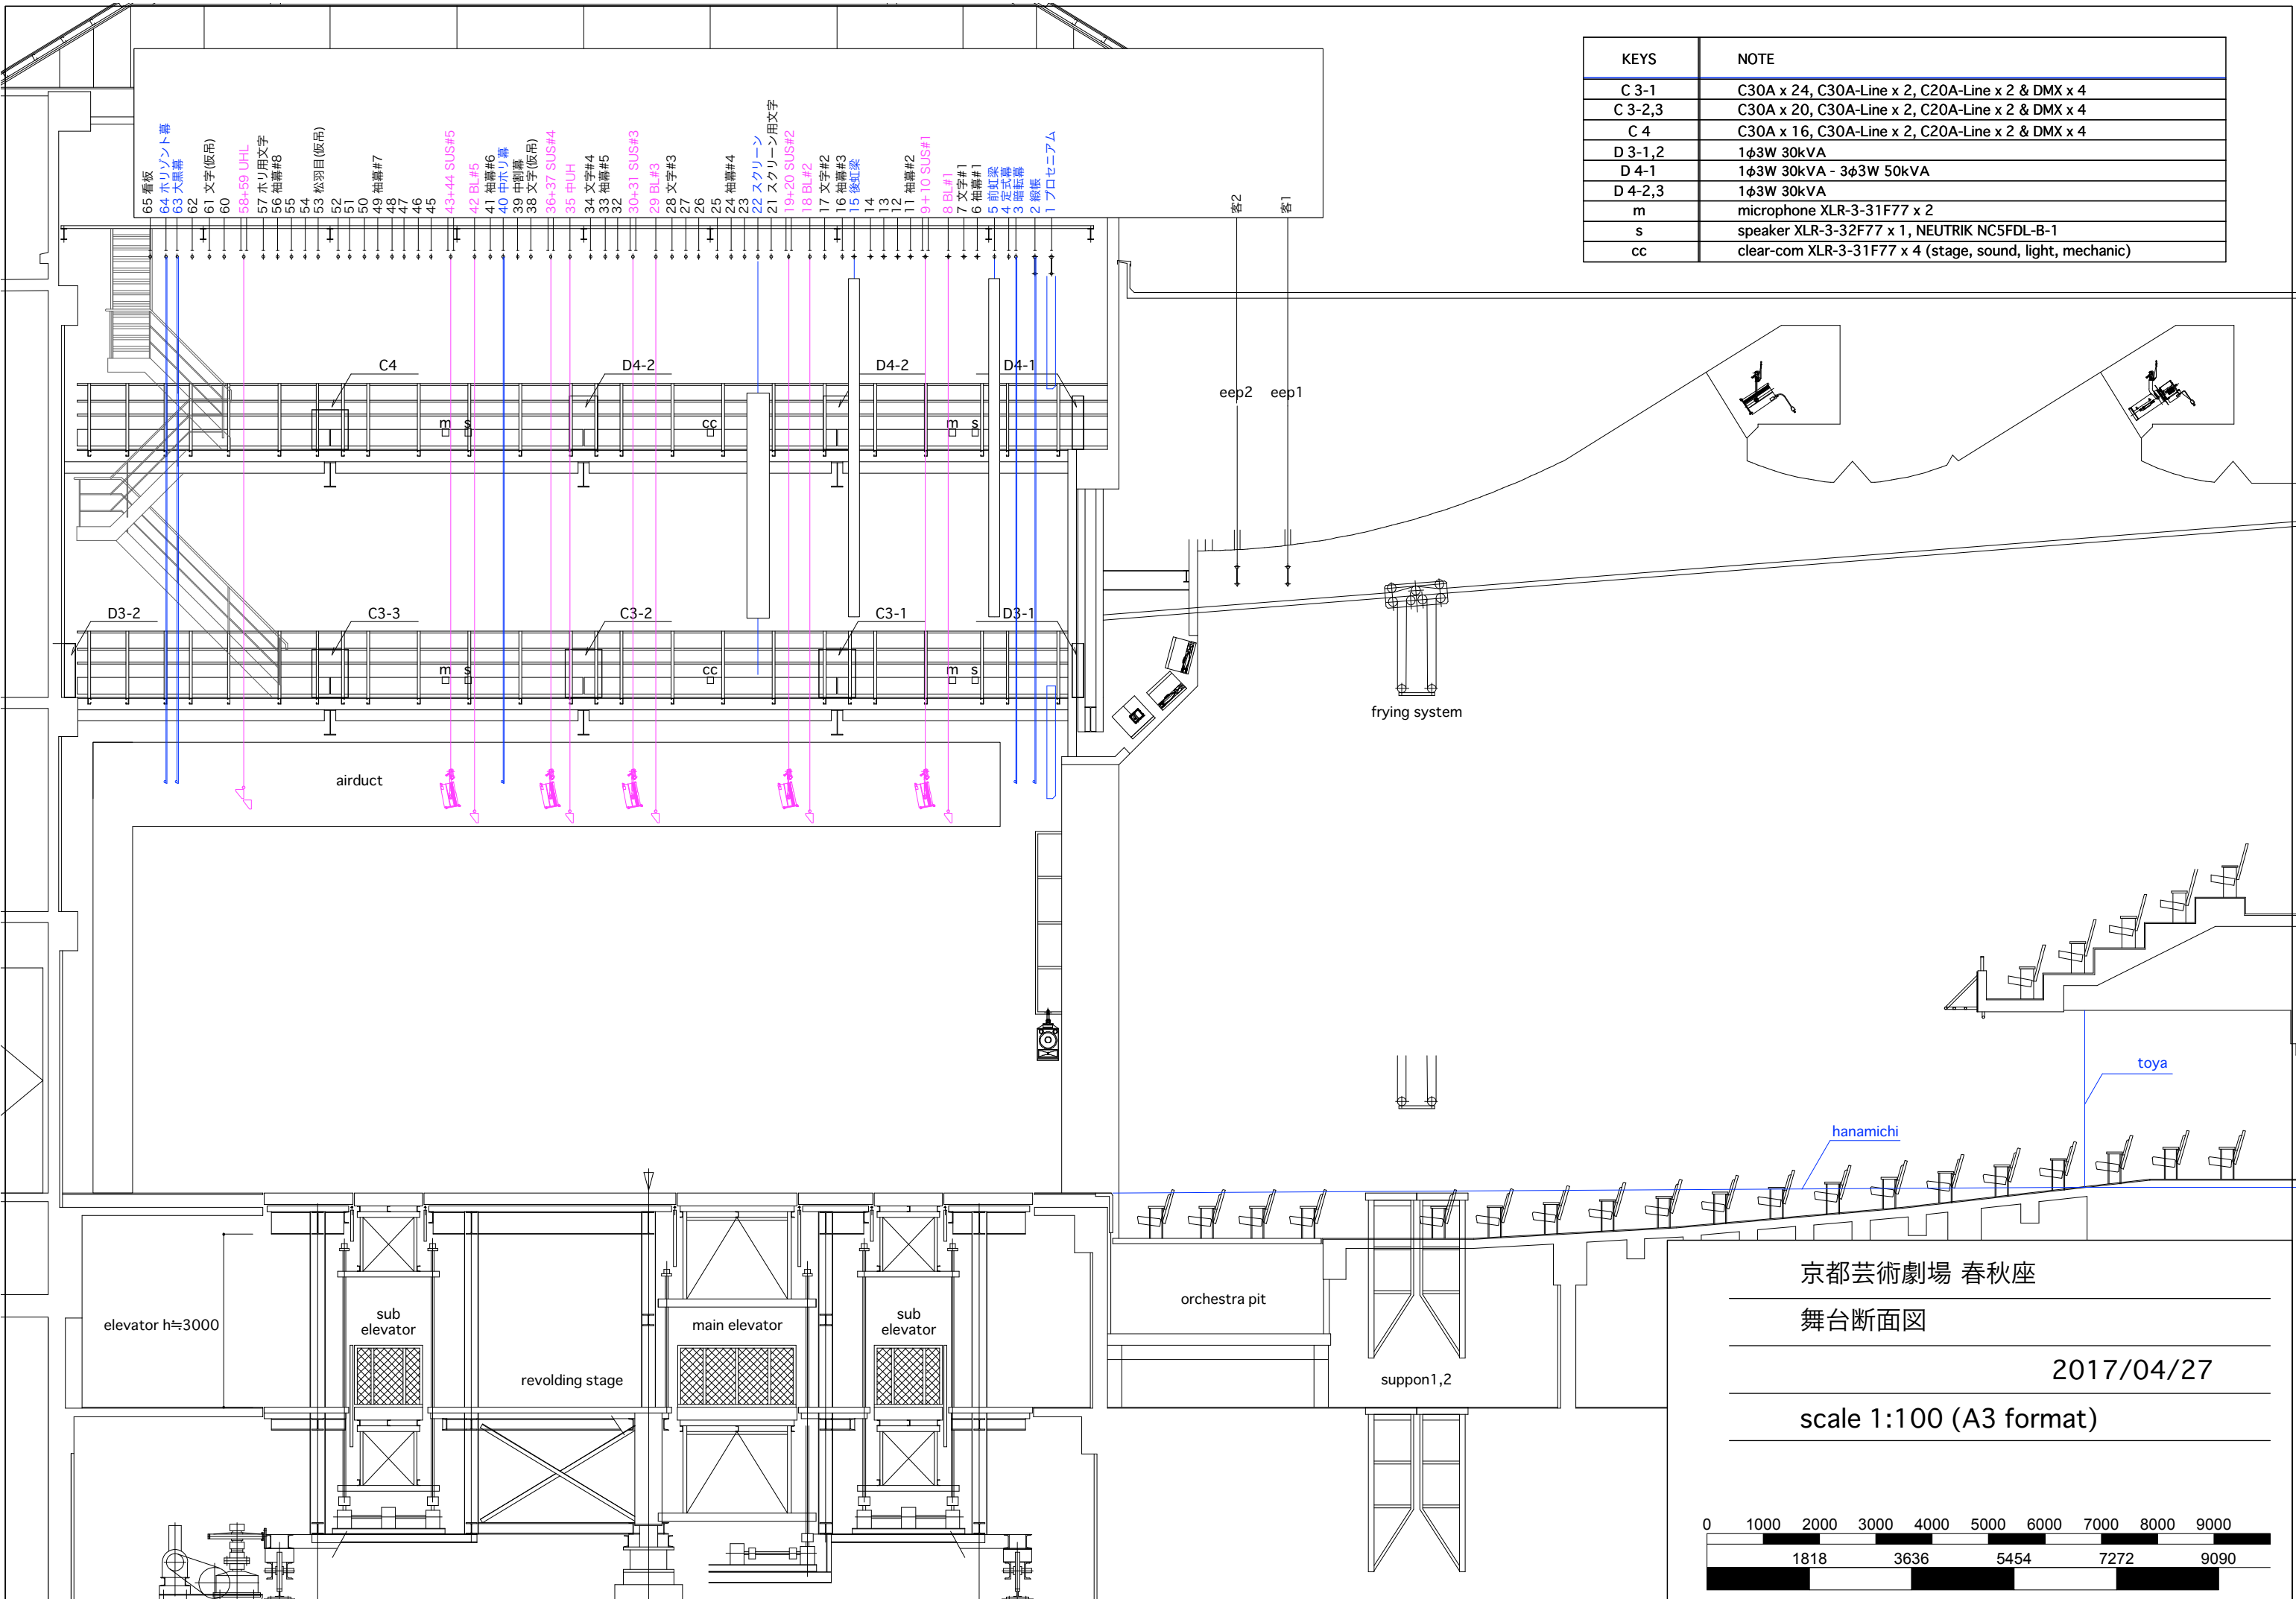 KEYS NOTE
C 3-1 C30A x 24, C30A-Line x 2, C20A-Line x 2 & DMX x 4
C 3-2,3 C30A x 20, C30A-Line x 2, C20A-Line x 2 & DMX x 4
C 4 C30A x 16, C30A-Line x 2, C20A-Line x 2 & DMX x 4
D 3-1,2 1φ3W 30kVA
D 4-1 1φ3W 30kVA - 3φ3W 50kVA
D 4-2,3 1φ3W 30kVA
m microphone XLR-3-31F77 x 2
s speaker XLR-3-32F77 x 1, NEUTRIK NC5FDL-B-1
cc clear-com XLR-3-31F77 x 4 (stage, sound, light, mechanic)
65 看板
64 ホリゾント幕
63 大黒幕
62
61 文字(仮吊)
60
58+59 UHL
57 ホリ用文字
56 袖幕#8
55
54
53 松羽目(仮吊)
52
51
50
49 袖幕#7
48
47
46
45
43+44 SUS#5
42 BL#5
41 袖幕#6
40 中ホリ幕
39 中割幕
38 文字(仮吊)
36+37 SUS#4
35 中UH
34 文字#4
33 袖幕#5
32
30+31 SUS#3
29 BL#3
28 文字#3
27
26
25
24 袖幕#4
23
22 スクリーン
21 スクリーン用文字
19+20 SUS#2
18 BL#2
17 文字#2
16 袖幕#3
15 後虹梁
14
13
12
11 袖幕#2
9+10 SUS#1
8 BL#1
7 文字#1
6 袖幕#1
5 前虹梁
4 定式幕
3 暗転幕
2 緞帳
1 プロセニアム
客2
客1
C4
D4-2
D4-2
D4-1
eep2 eep1
m s
cc
m s
D3-2
C3-3
C3-2
C3-1
D3-1
m s
cc
m s
frying system
airduct
toya
hanamichi
elevator h≒3000
sub
elevator
main elevator
sub
elevator
revolding stage
orchestra pit
suppon1,2
京都芸術劇場 春秋座
舞台断面図
2017/04/27
scale 1:100 (A3 format)
0 1000 2000 3000 4000 5000 6000 7000 8000 9000
1818 3636 5454 7272 9090